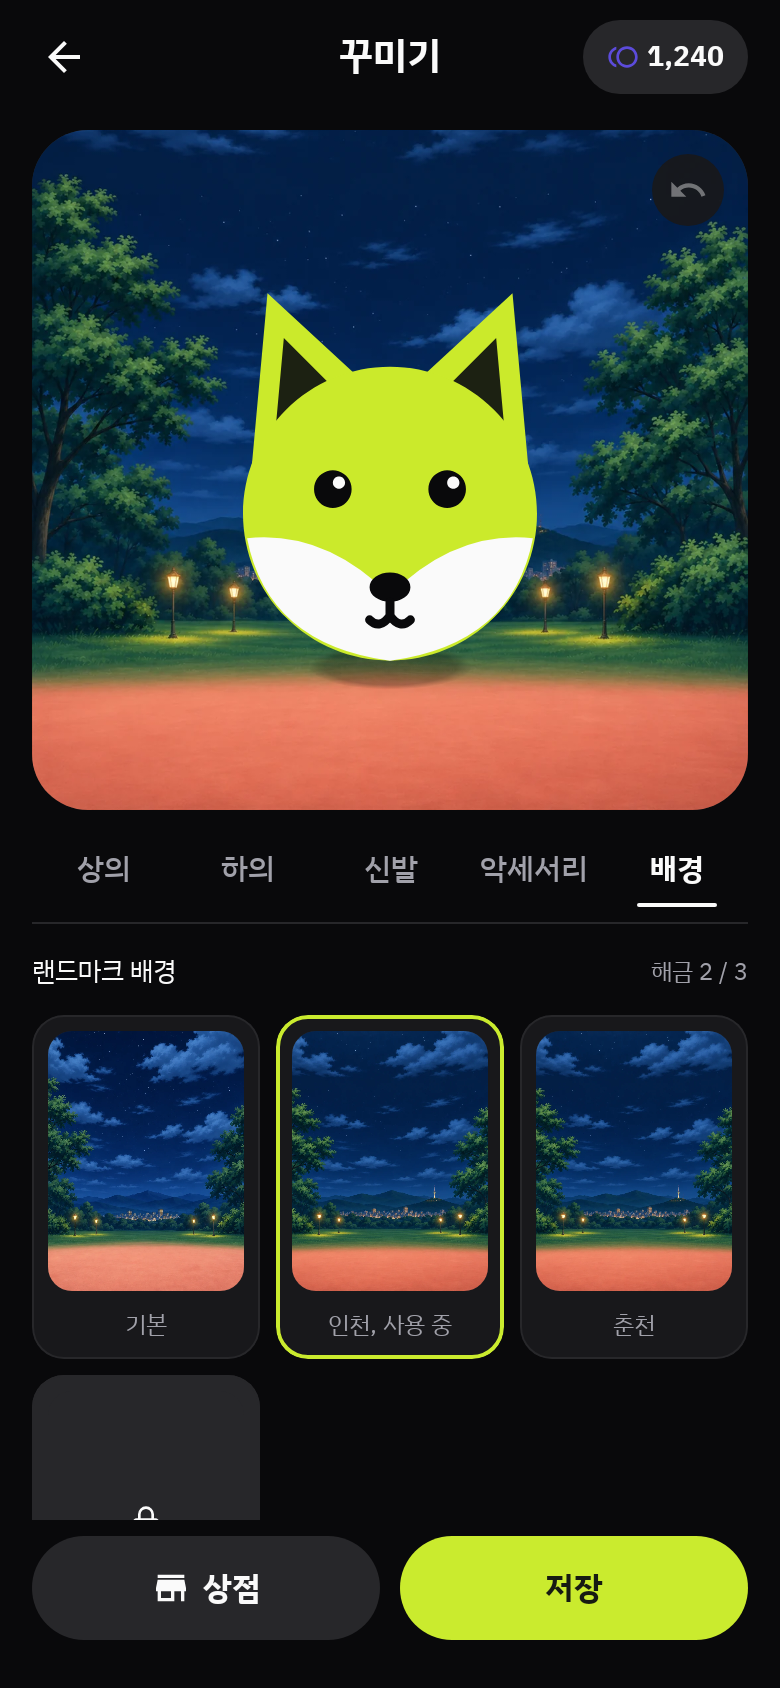 꾸미기
1,240
상의 하의 신발 악세서리 배경
랜드마크 배경
해금 2 / 3
기본
인천, 사용 중
춘천
상점
저장